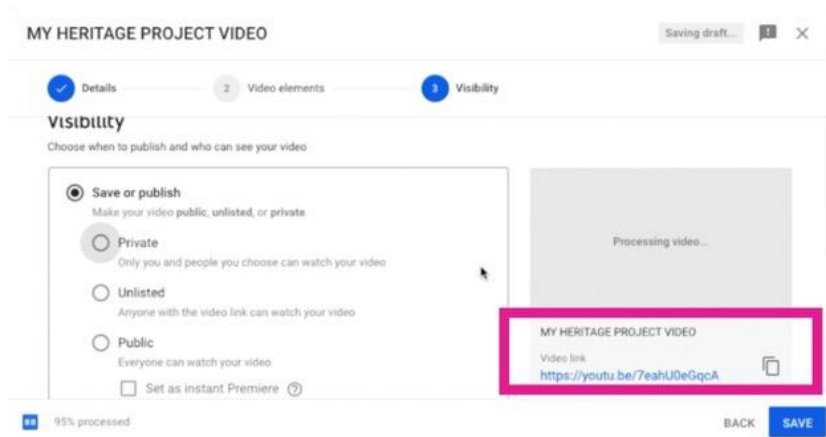 MY HERITAGE PROJECT VIDEO
Saving draft...
Details
2 Video elements
3 Visibility
Visibility
Choose when to publish and who can see your video
Save or publish
Make your video public, unlisted, or private
Private
Only you and people you choose can watch your video
Unlisted
Anyone with the video link can watch your video
Public
Everyone can watch your video
Set as instant Premiere
Processing video...
MY HERITAGE PROJECT VIDEO
Video link
https://youtu.be/7eahU0eGqcA
95% processed
BACK
SAVE